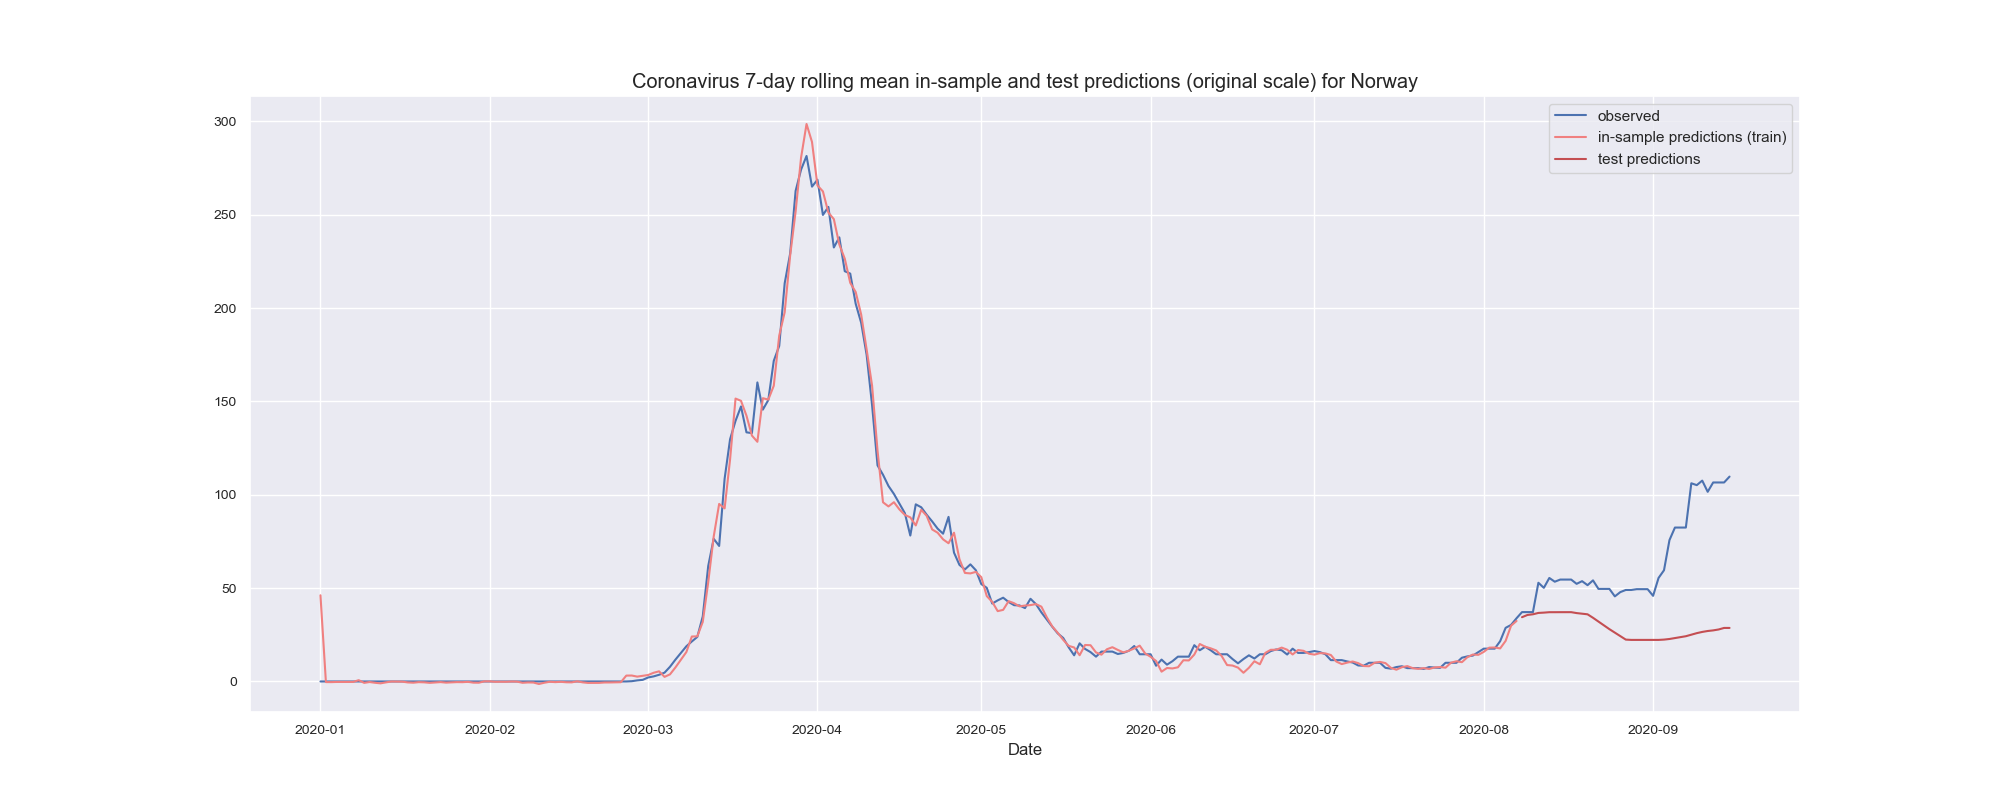 Coronavirus 7-day rolling mean in-sample and test predictions (original scale) for Norway
observed
in-sample predictions (train)
test predictions
300
250
200
150
100
50
0
2020-01 2020-02 2020-03 2020-04 2020-05 2020-06 2020-07 2020-08 2020-09
Date